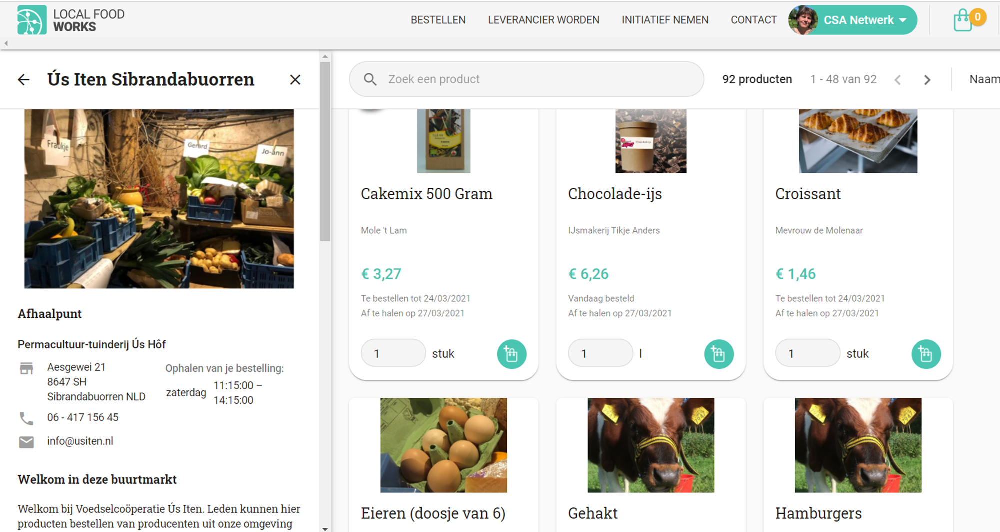 LOCAL FOOD
WORKS
BESTELLEN
LEVERANCIER WORDEN
INITIATIEF NEMEN
CONTACT
CSA Netwerk
0
Ús Iten Sibrandabuorren
Fraukje
Gerard
Jo-ann
Afhaalpunt
Permacultuur-tuinderij Ús Hôf
Aesgewei 21
8647 SH
Sibrandabuorren NLD
Ophalen van je bestelling:
zaterdag
11:15:00 –
14:15:00
06 - 417 156 45
info@usiten.nl
Welkom in deze buurtmarkt
Welkom bij Voedselcoöperatie Ús Iten. Leden kunnen hier
producten bestellen van producenten uit onze omgeving
Zoek een product
92 producten
1 - 48 van 92
Naam
Cakemix 500 Gram
Mole 't Lam
€ 3,27
Te bestellen tot 24/03/2021
Af te halen op 27/03/2021
1 stuk
Chocolade-ijs
IJsmakerij Tikje Anders
€ 6,26
Vandaag besteld
Af te halen op 27/03/2021
1 l
Croissant
Mevrouw de Molenaar
€ 1,46
Te bestellen tot 24/03/2021
Af te halen op 27/03/2021
1 stuk
Eieren (doosje van 6)
Gehakt
7947
Hamburgers
7947